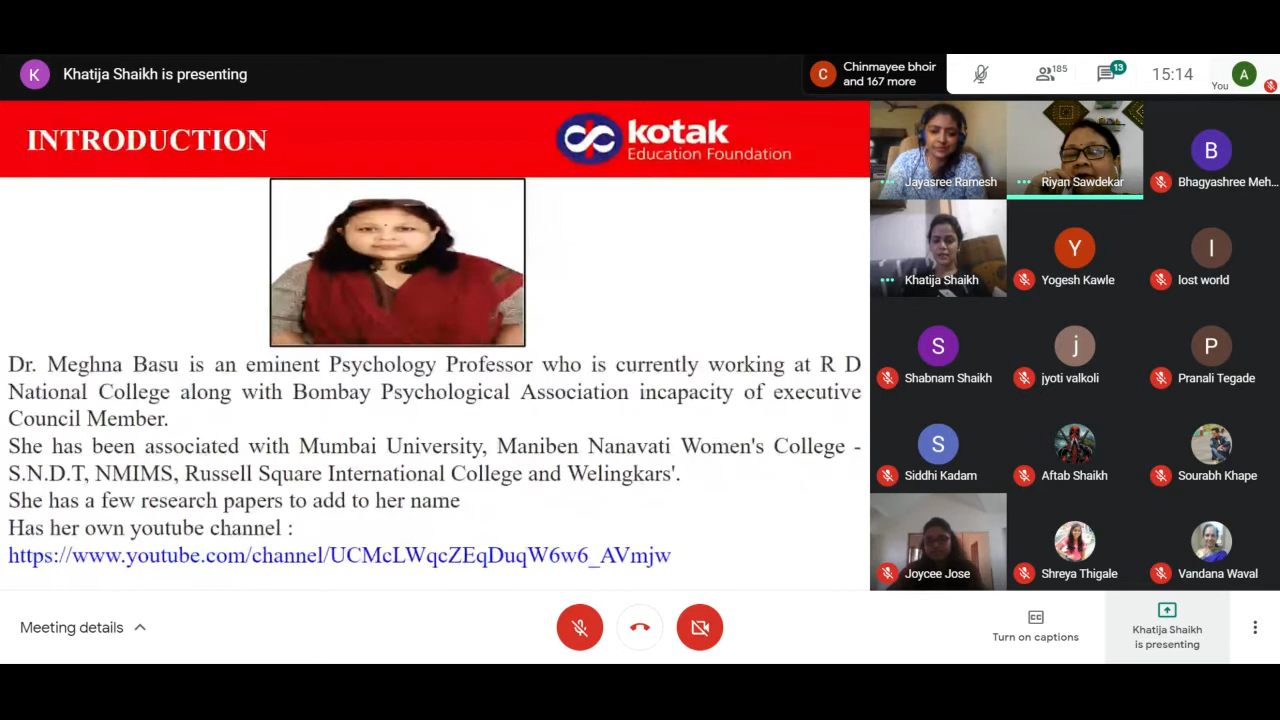 K
Khatija Shaikh is presenting
C
Chinmayee bhoir
and 167 more
185
13
15:14
You
A
INTRODUCTION
kotak
Education Foundation
Dr. Meghna Basu is an eminent Psychology Professor who is currently working at R D
National College along with Bombay Psychological Association incapacity of executive
Council Member.
She has been associated with Mumbai University, Maniben Nanavati Women's College -
S.N.D.T, NMIMS, Russell Square International College and Welingkars'.
She has a few research papers to add to her name
Has her own youtube channel :
https://www.youtube.com/channel/UCMcLWqcZEqDuqW6w6_AVmjw
Jayasree Ramesh
Riyan Sawdekar
B
Bhagyashree Meh...
Khatija Shaikh
Y
Yogesh Kawle
l
lost world
S
Shabnam Shaikh
j
jyoti valkoli
P
Pranali Tegade
S
Siddhi Kadam
Aftab Shaikh
Sourabh Khape
Joycee Jose
Shreya Thigale
Vandana Waval
Meeting details
CC
Turn on captions
Khatija Shaikh
is presenting